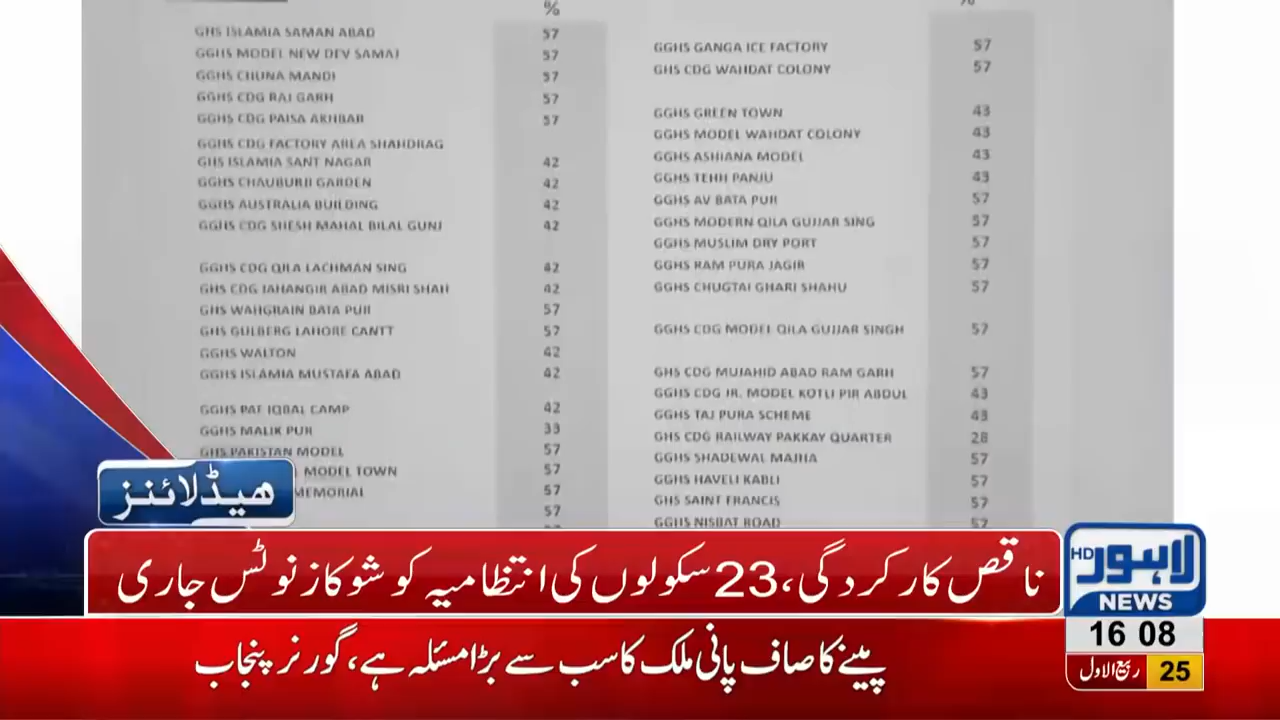 %
GHS ISLAMIA SAMAN ABAD 57
GGHS MODEL NEW DEV SAMAJ 57
GGHS CHUNA MANDI 57
GGHS CDG RAJ GARH 57
GGHS CDG PAISA AKHBAR 57
GGHS CDG FACTORY AREA SHAHDRAG
GHS ISLAMIA SANT NAGAR 42
GGHS CHAUBURJI GARDEN 42
GGHS AUSTRALIA BUILDING 42
GGHS CDG SHESH MAHAL BILAL GUNJ 42
GGHS CDG QILA LACHMAN SING 42
GGHS CDG JAHANGIR ABAD MISRI SHAH 42
GHS WAHGRAIN BATA PUR 57
GHS GULBERG LAHORE CANTT 57
GGHS WALTON 42
GGHS ISLAMIA MUSTAFA ABAD 42
GGHS PAF IQBAL CAMP 42
GGHS MALIK PUR 33
GHS PAKISTAN MODEL 57
MODEL TOWN 57
MEMORIAL 57
57
%
GGHS GANGA ICE FACTORY 57
GHS CDG WAHDAT COLONY 57
GGHS GREEN TOWN 43
GGHS MODEL WAHDAT COLONY 43
GGHS ASHIANA MODEL 43
GGHS TEHH PANJU 43
GGHS AV BATA PUR 57
GGHS MODERN QILA GUJJAR SING 57
GGHS MUSLIM DRY PORT 57
GGHS RAM PURA JAGIR 57
GGHS CHUGTAI GHARI SHAHU 57
GGHS CDG MODEL QILA GUJJAR SINGH 57
GHS CDG MUJAHID ABAD RAM GARH 57
GGHS CDG JR. MODEL KOTLI PIR ABDUL 43
GGHS TAJ PURA SCHEME 43
GHS CDG RAILWAY PAKKAY QUARTER 28
GGHS SHADEWAL MAJHA 57
GGHS HAVELI KABLI 57
GHS SAINT FRANCIS 57
GGHS NISBAT ROAD 57
ہیڈلائنز
ناقص کارکردگی، 23 سکولوں کی انتظامیہ کو شوکاز نوٹس جاری
پینے کا صاف پانی ملک کا سب سے بڑا مسئلہ ہے، گورنر پنجاب
HD لاہور
NEWS
16 08
25 ربیع الاول